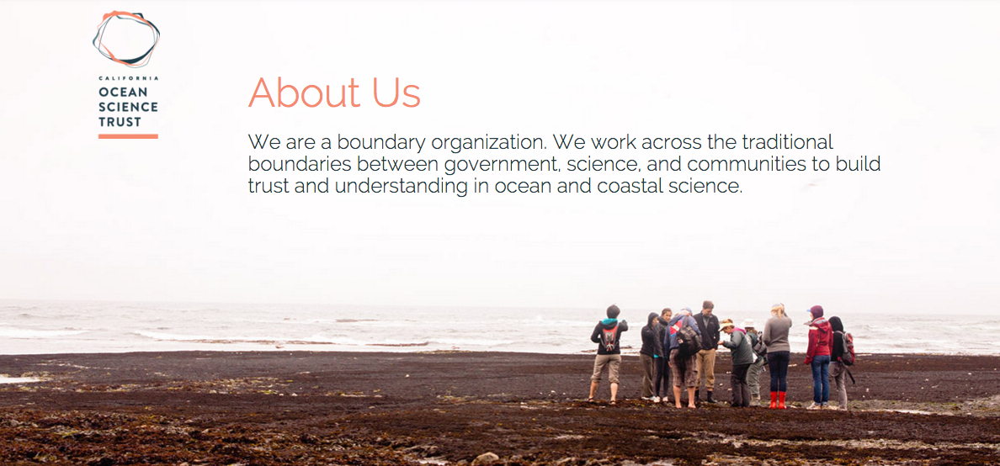 CALIFORNIA
OCEAN
SCIENCE
TRUST
About Us
We are a boundary organization. We work across the traditional
boundaries between government, science, and communities to build
trust and understanding in ocean and coastal science.